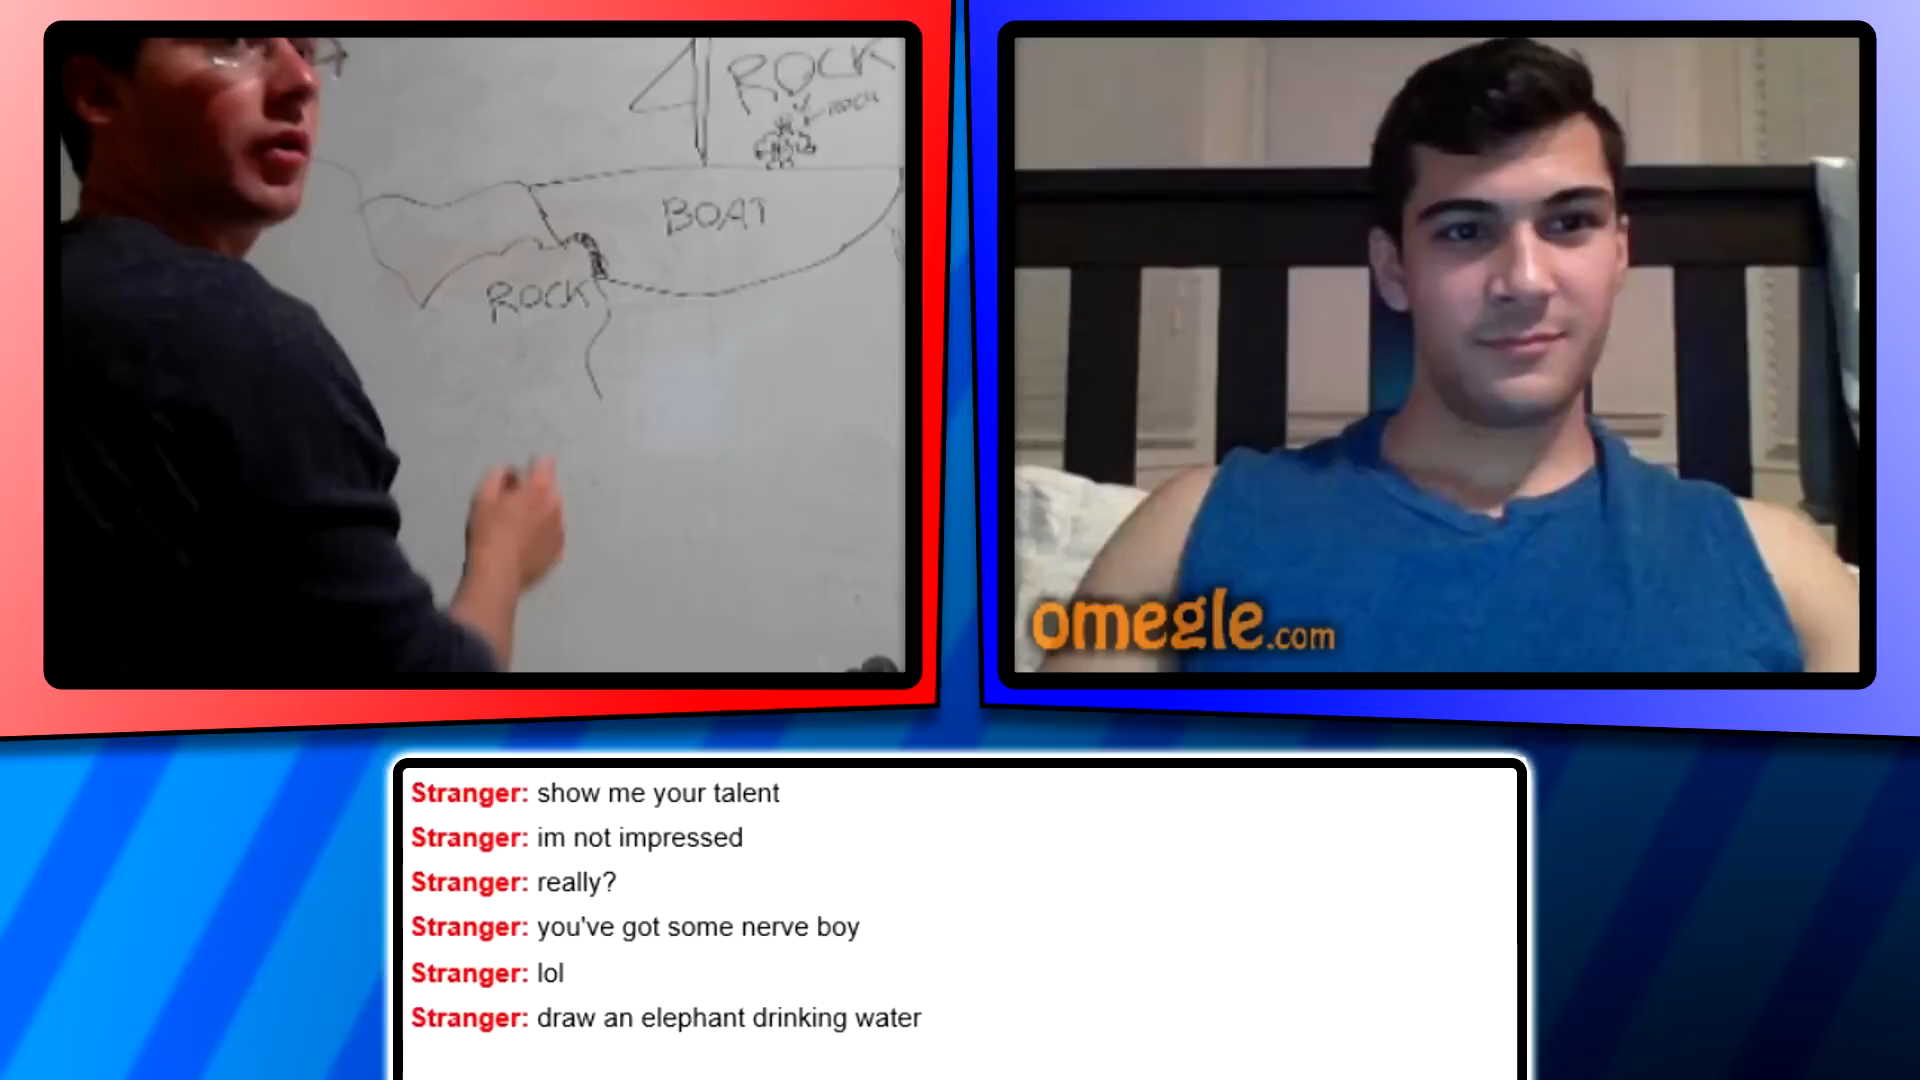 ROCK
ROCK
BOAT
ROCK
omegle.com
Stranger: show me your talent
Stranger: im not impressed
Stranger: really?
Stranger: you've got some nerve boy
Stranger: lol
Stranger: draw an elephant drinking water